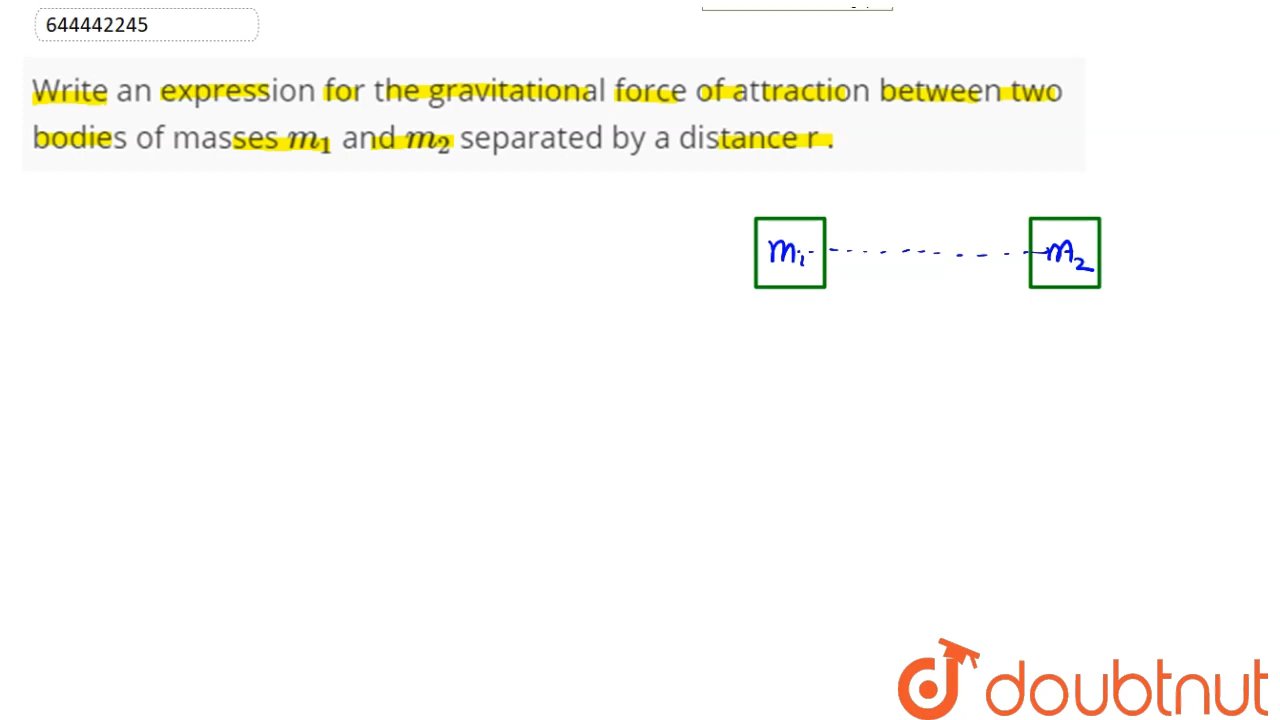 644442245
Write an expression for the gravitational force of attraction between two
bodies of masses m₁ and m₂ separated by a distance r .
m₁ m₂
doubtnut